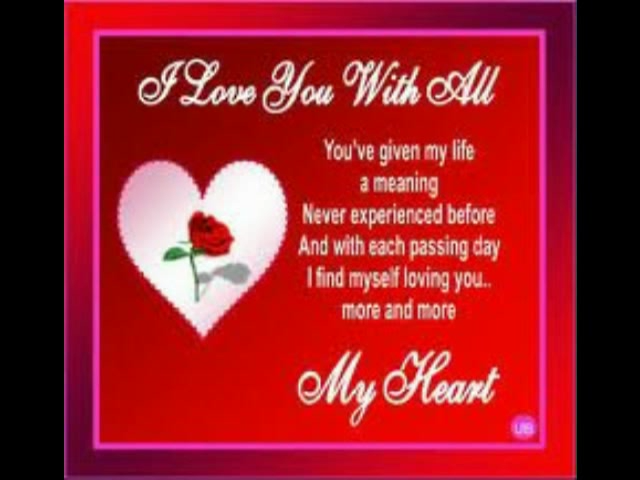 I Love You With All
You've given my life
a meaning
Never experienced before
And with each passing day
I find myself loving you..
more and more
My Heart
UB